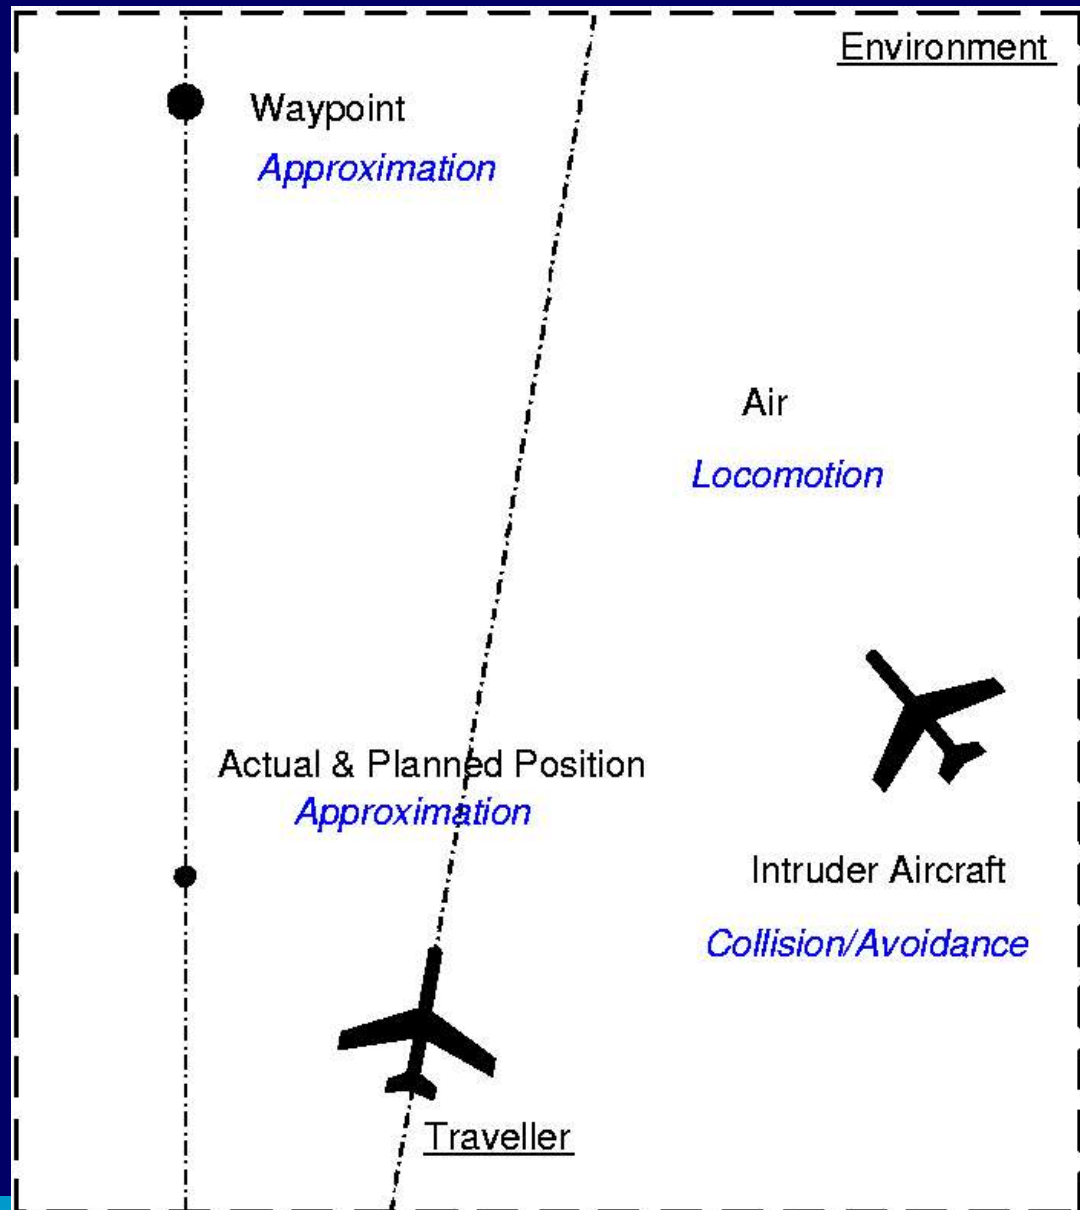 Environment
Waypoint
Approximation
Air
Locomotion
Actual & Planned Position
Approximation
Intruder Aircraft
Collision/Avoidance
Traveller